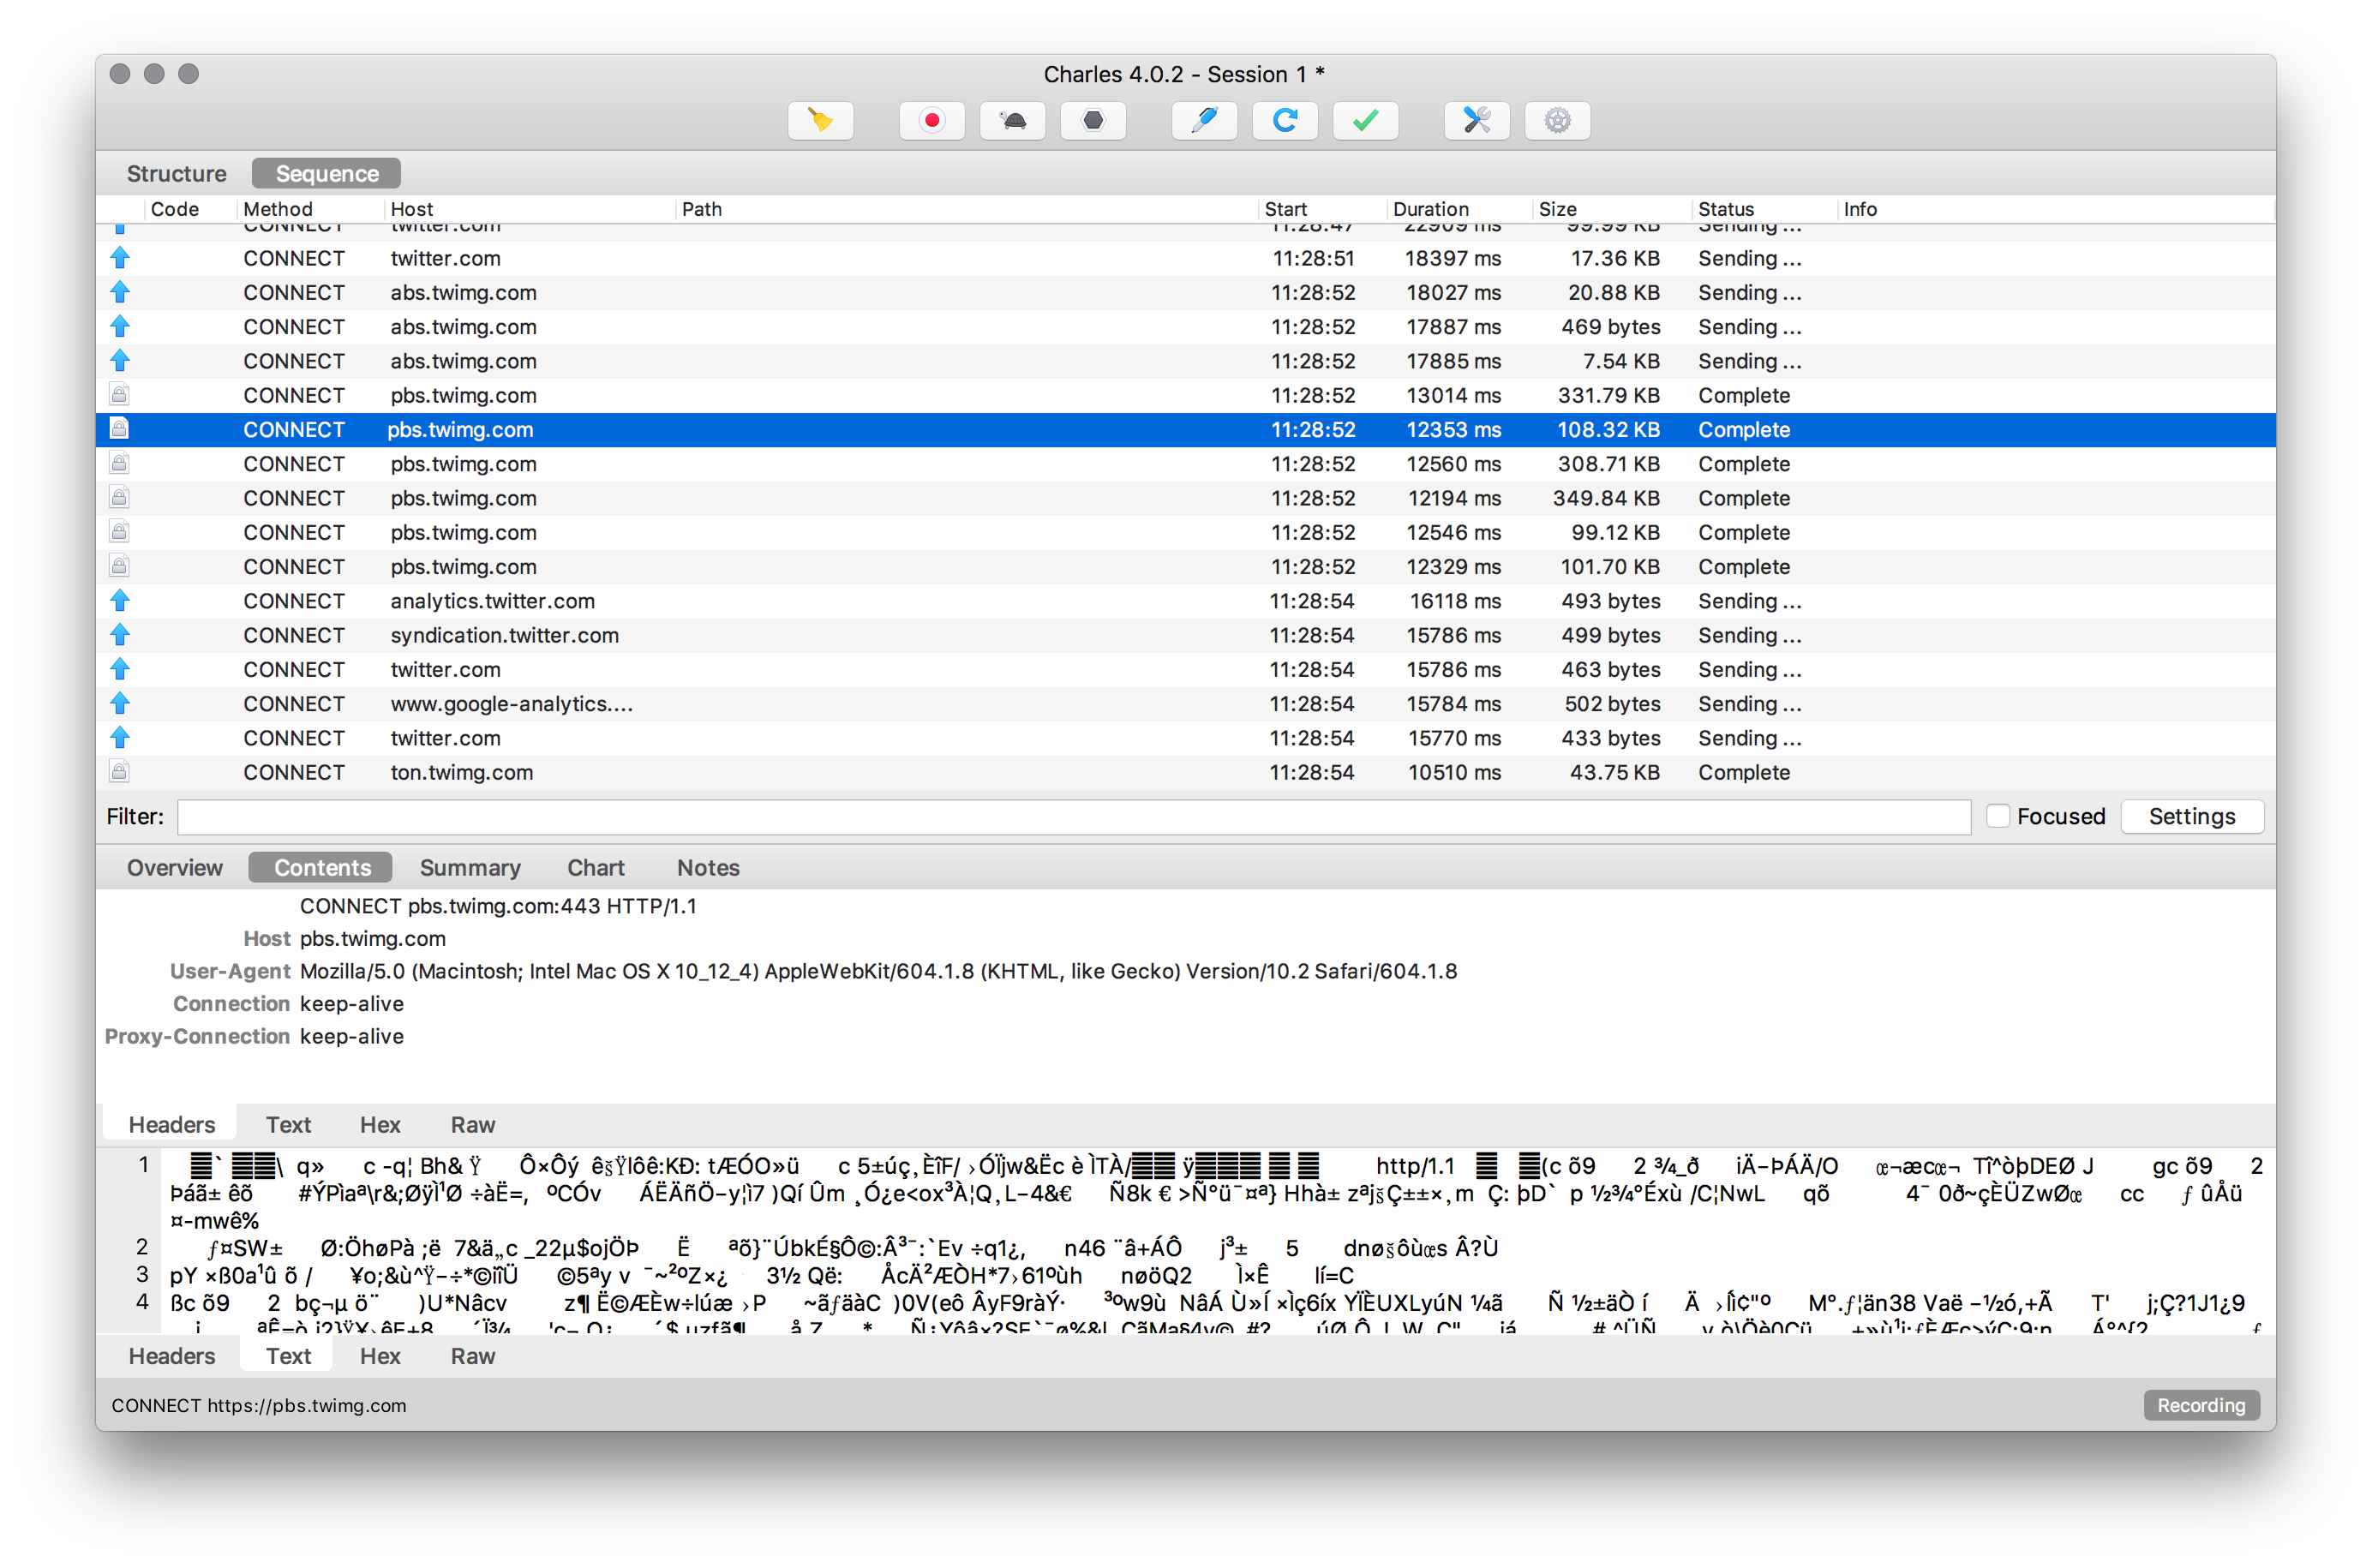 Charles 4.0.2 - Session 1 *
Structure Sequence
Code Method Host Path Start Duration Size Status Info
CONNECT twitter.com 11:28:47 22909 ms 99.99 KB Sending ...
CONNECT twitter.com 11:28:51 18397 ms 17.36 KB Sending ...
CONNECT abs.twimg.com 11:28:52 18027 ms 20.88 KB Sending ...
CONNECT abs.twimg.com 11:28:52 17887 ms 469 bytes Sending ...
CONNECT abs.twimg.com 11:28:52 17885 ms 7.54 KB Sending ...
CONNECT pbs.twimg.com 11:28:52 13014 ms 331.79 KB Complete
CONNECT pbs.twimg.com 11:28:52 12353 ms 108.32 KB Complete
CONNECT pbs.twimg.com 11:28:52 12560 ms 308.71 KB Complete
CONNECT pbs.twimg.com 11:28:52 12194 ms 349.84 KB Complete
CONNECT pbs.twimg.com 11:28:52 12546 ms 99.12 KB Complete
CONNECT pbs.twimg.com 11:28:52 12329 ms 101.70 KB Complete
CONNECT analytics.twitter.com 11:28:54 16118 ms 493 bytes Sending ...
CONNECT syndication.twitter.com 11:28:54 15786 ms 499 bytes Sending ...
CONNECT twitter.com 11:28:54 15786 ms 463 bytes Sending ...
CONNECT www.google-analytics.... 11:28:54 15784 ms 502 bytes Sending ...
CONNECT twitter.com 11:28:54 15770 ms 433 bytes Sending ...
CONNECT ton.twimg.com 11:28:54 10510 ms 43.75 KB Complete
Filter: Focused Settings
Overview Contents Summary Chart Notes
CONNECT pbs.twimg.com:443 HTTP/1.1
Host pbs.twimg.com
User-Agent Mozilla/5.0 (Macintosh; Intel Mac OS X 10_12_4) AppleWebKit/604.1.8 (KHTML, like Gecko) Version/10.2 Safari/604.1.8
Connection keep-alive
Proxy-Connection keep-alive
Headers Text Hex Raw
1 http/1.1
2
3
4
Headers Text Hex Raw
CONNECT https://pbs.twimg.com Recording